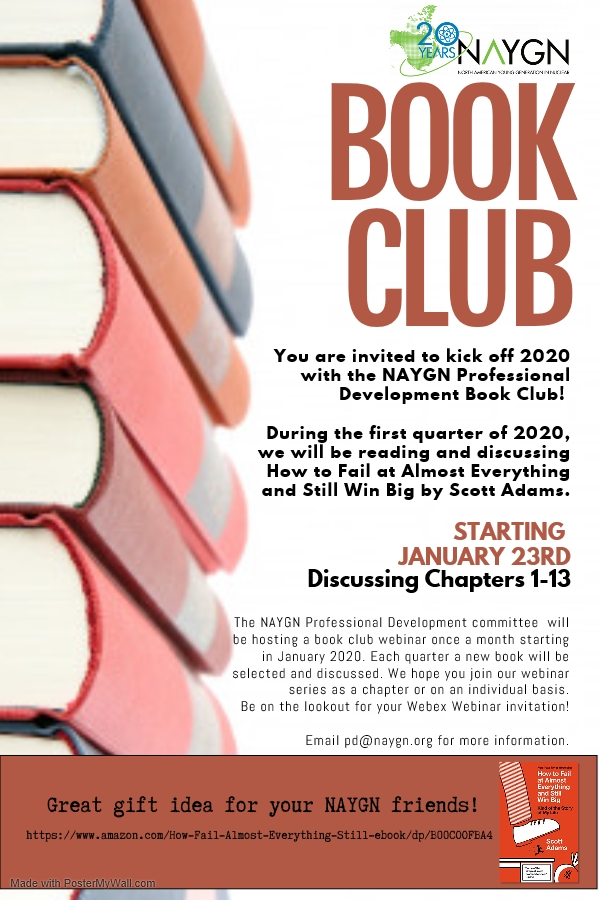 20
YEARS
NAYGN
NORTH AMERICAN YOUNG GENERATION IN NUCLEAR
BOOK
CLUB
You are invited to kick off 2020
with the NAYGN Professional
Development Book Club!
During the first quarter of 2020,
we will be reading and discussing
How to Fail at Almost Everything
and Still Win Big by Scott Adams.
STARTING
JANUARY 23RD
Discussing Chapters 1-13
The NAYGN Professional Development committee will
be hosting a book club webinar once a month starting
in January 2020. Each quarter a new book will be
selected and discussed. We hope you join our webinar
series as a chapter or on an individual basis.
Be on the lookout for your Webex Webinar invitation!
Email pd@naygn.org for more information.
Great gift idea for your NAYGN friends!
https://www.amazon.com/How-Fail-Almost-Everything-Still-ebook/dp/B00COOFBA4
How to Fail
at Almost
Everything
and Still
Win Big
Kind of the Story
of My Life
Scott
Adams
Made with PosterMyWall.com